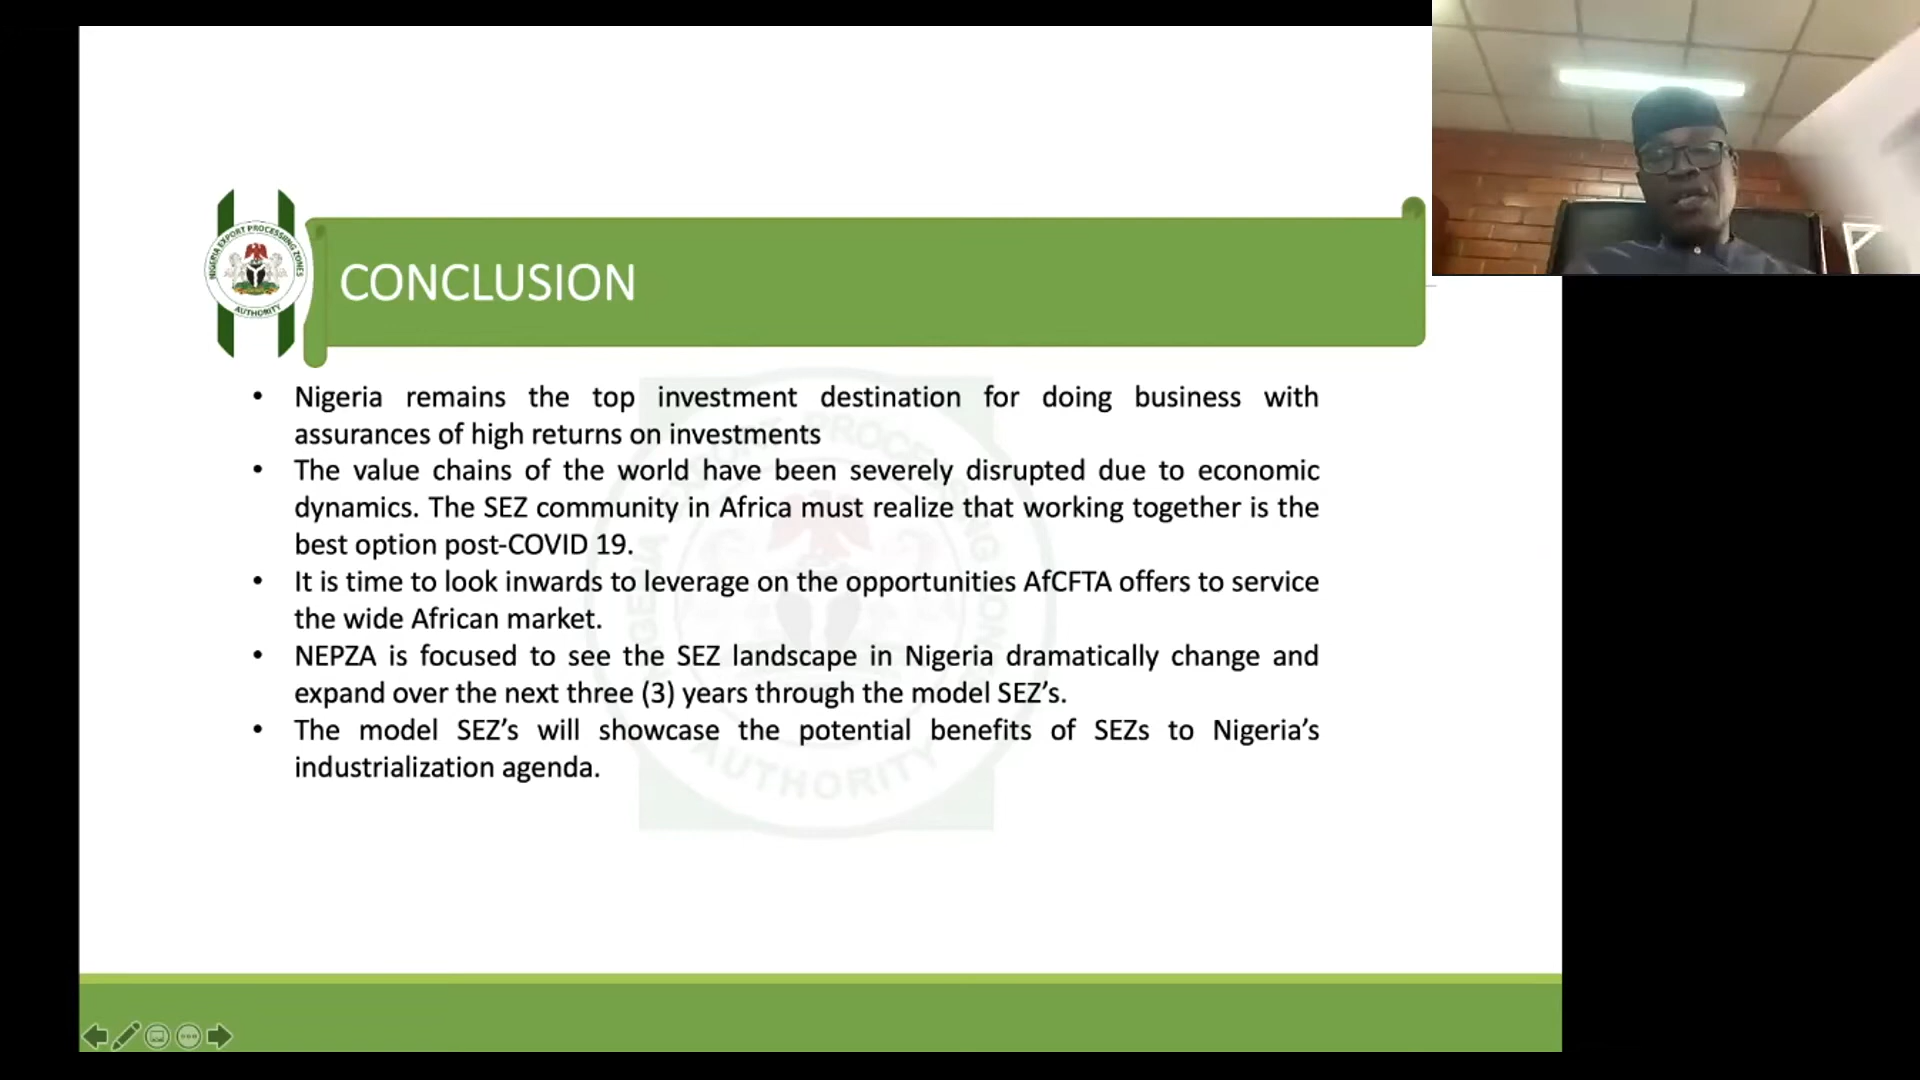 NIGERIA EXPORT PROCESSING ZONES
AUTHORITY
CONCLUSION
• Nigeria remains the top investment destination for doing business with
assurances of high returns on investments
• The value chains of the world have been severely disrupted due to economic
dynamics. The SEZ community in Africa must realize that working together is the
best option post-COVID 19.
• It is time to look inwards to leverage on the opportunities AfCFTA offers to service
the wide African market.
• NEPZA is focused to see the SEZ landscape in Nigeria dramatically change and
expand over the next three (3) years through the model SEZ’s.
• The model SEZ’s will showcase the potential benefits of SEZs to Nigeria’s
industrialization agenda.